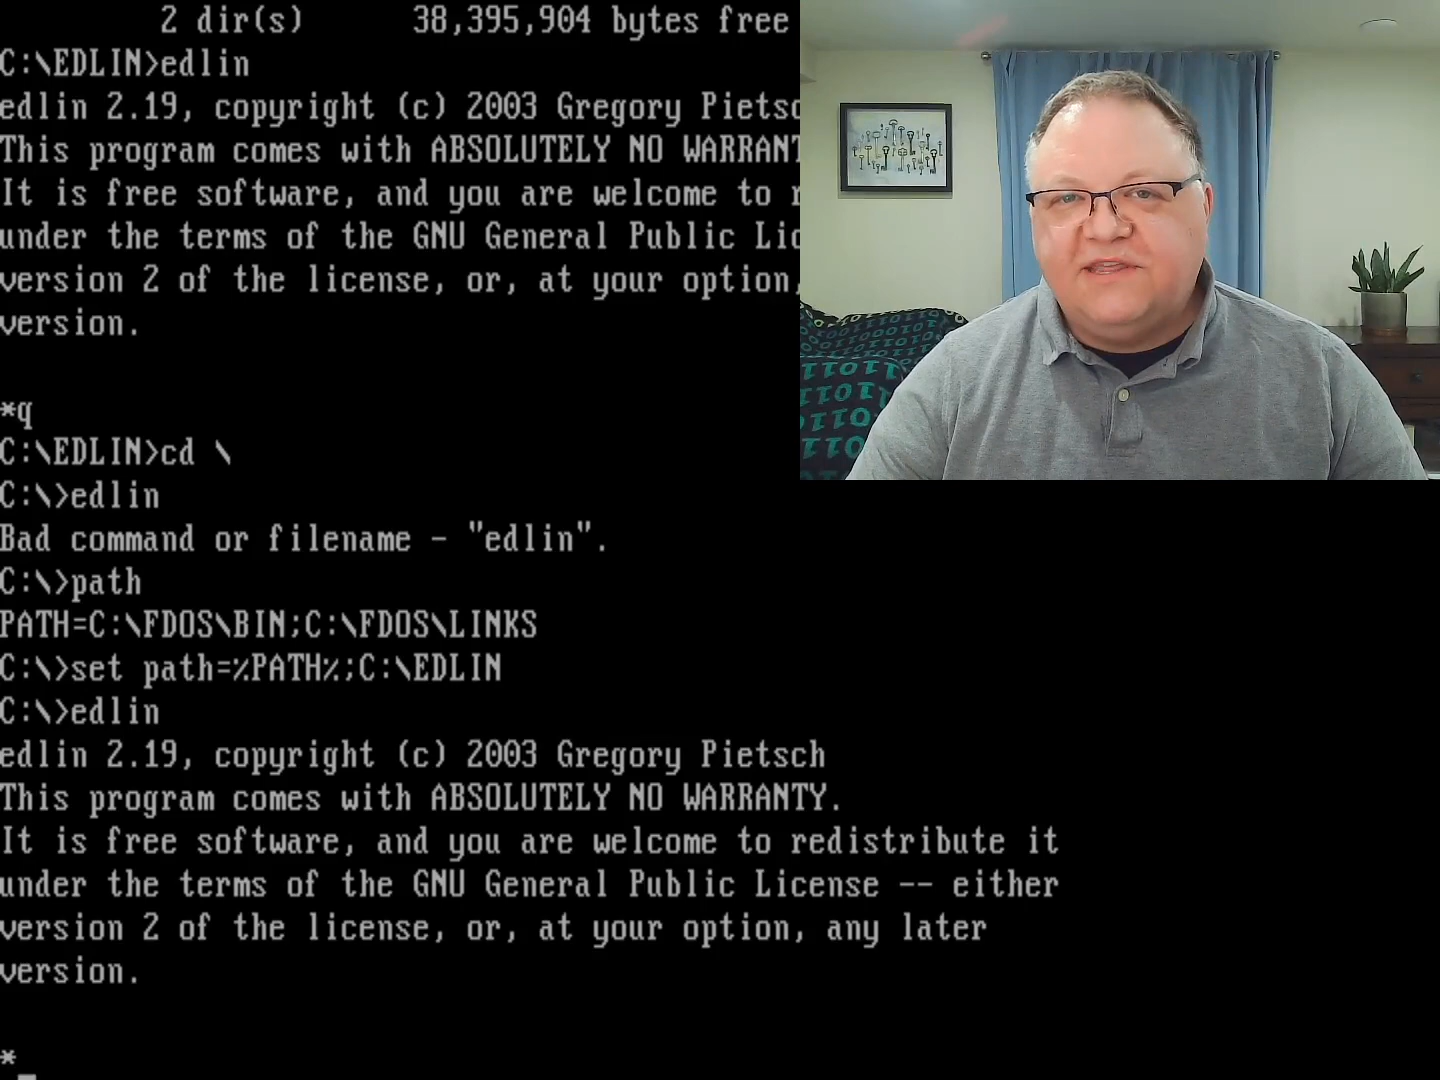 2 dir(s) 38,395,904 bytes free
C:\EDLIN>edlin
edlin 2.19, copyright (c) 2003 Gregory
This program comes with ABSOLUTELY NO
It is free software, and you are welcome to
under the terms of the GNU General Public
version 2 of the license, or, at your option,
version.
*q
C:\EDLIN>cd \
C:\>edlin
Bad command or filename - "edlin".
C:\>path
PATH=C:\FDOS\BIN;C:\FDOS\LINKS
C:\>set path=%PATH%;C:\EDLIN
C:\>edlin
edlin 2.19, copyright (c) 2003 Gregory Pietsch
This program comes with ABSOLUTELY NO WARRANTY.
It is free software, and you are welcome to redistribute it
under the terms of the GNU General Public License -- either
version 2 of the license, or, at your option, any later
version.
*_